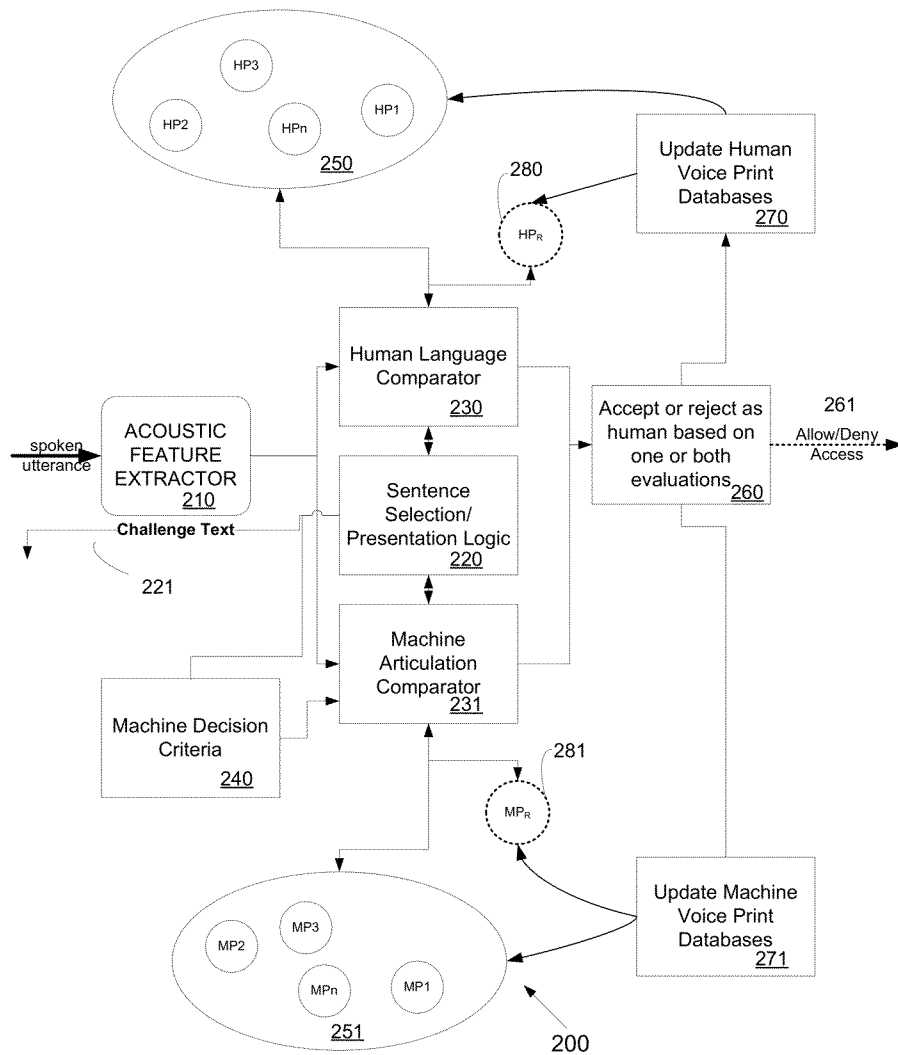 HP3
HP2
HPn
HP1
250
Update Human
Voice Print
Databases
270
280
HPR
Human Language
Comparator
230
spoken
utterance
ACOUSTIC
FEATURE
EXTRACTOR
210
Accept or reject as
human based on
one or both
evaluations
260
261
Allow/Deny
Access
Sentence
Selection/
Presentation Logic
220
Challenge Text
221
Machine
Articulation
Comparator
231
Machine Decision
Criteria
240
281
MPR
Update Machine
Voice Print
Databases
271
MP2
MP3
MPn
MP1
251
200